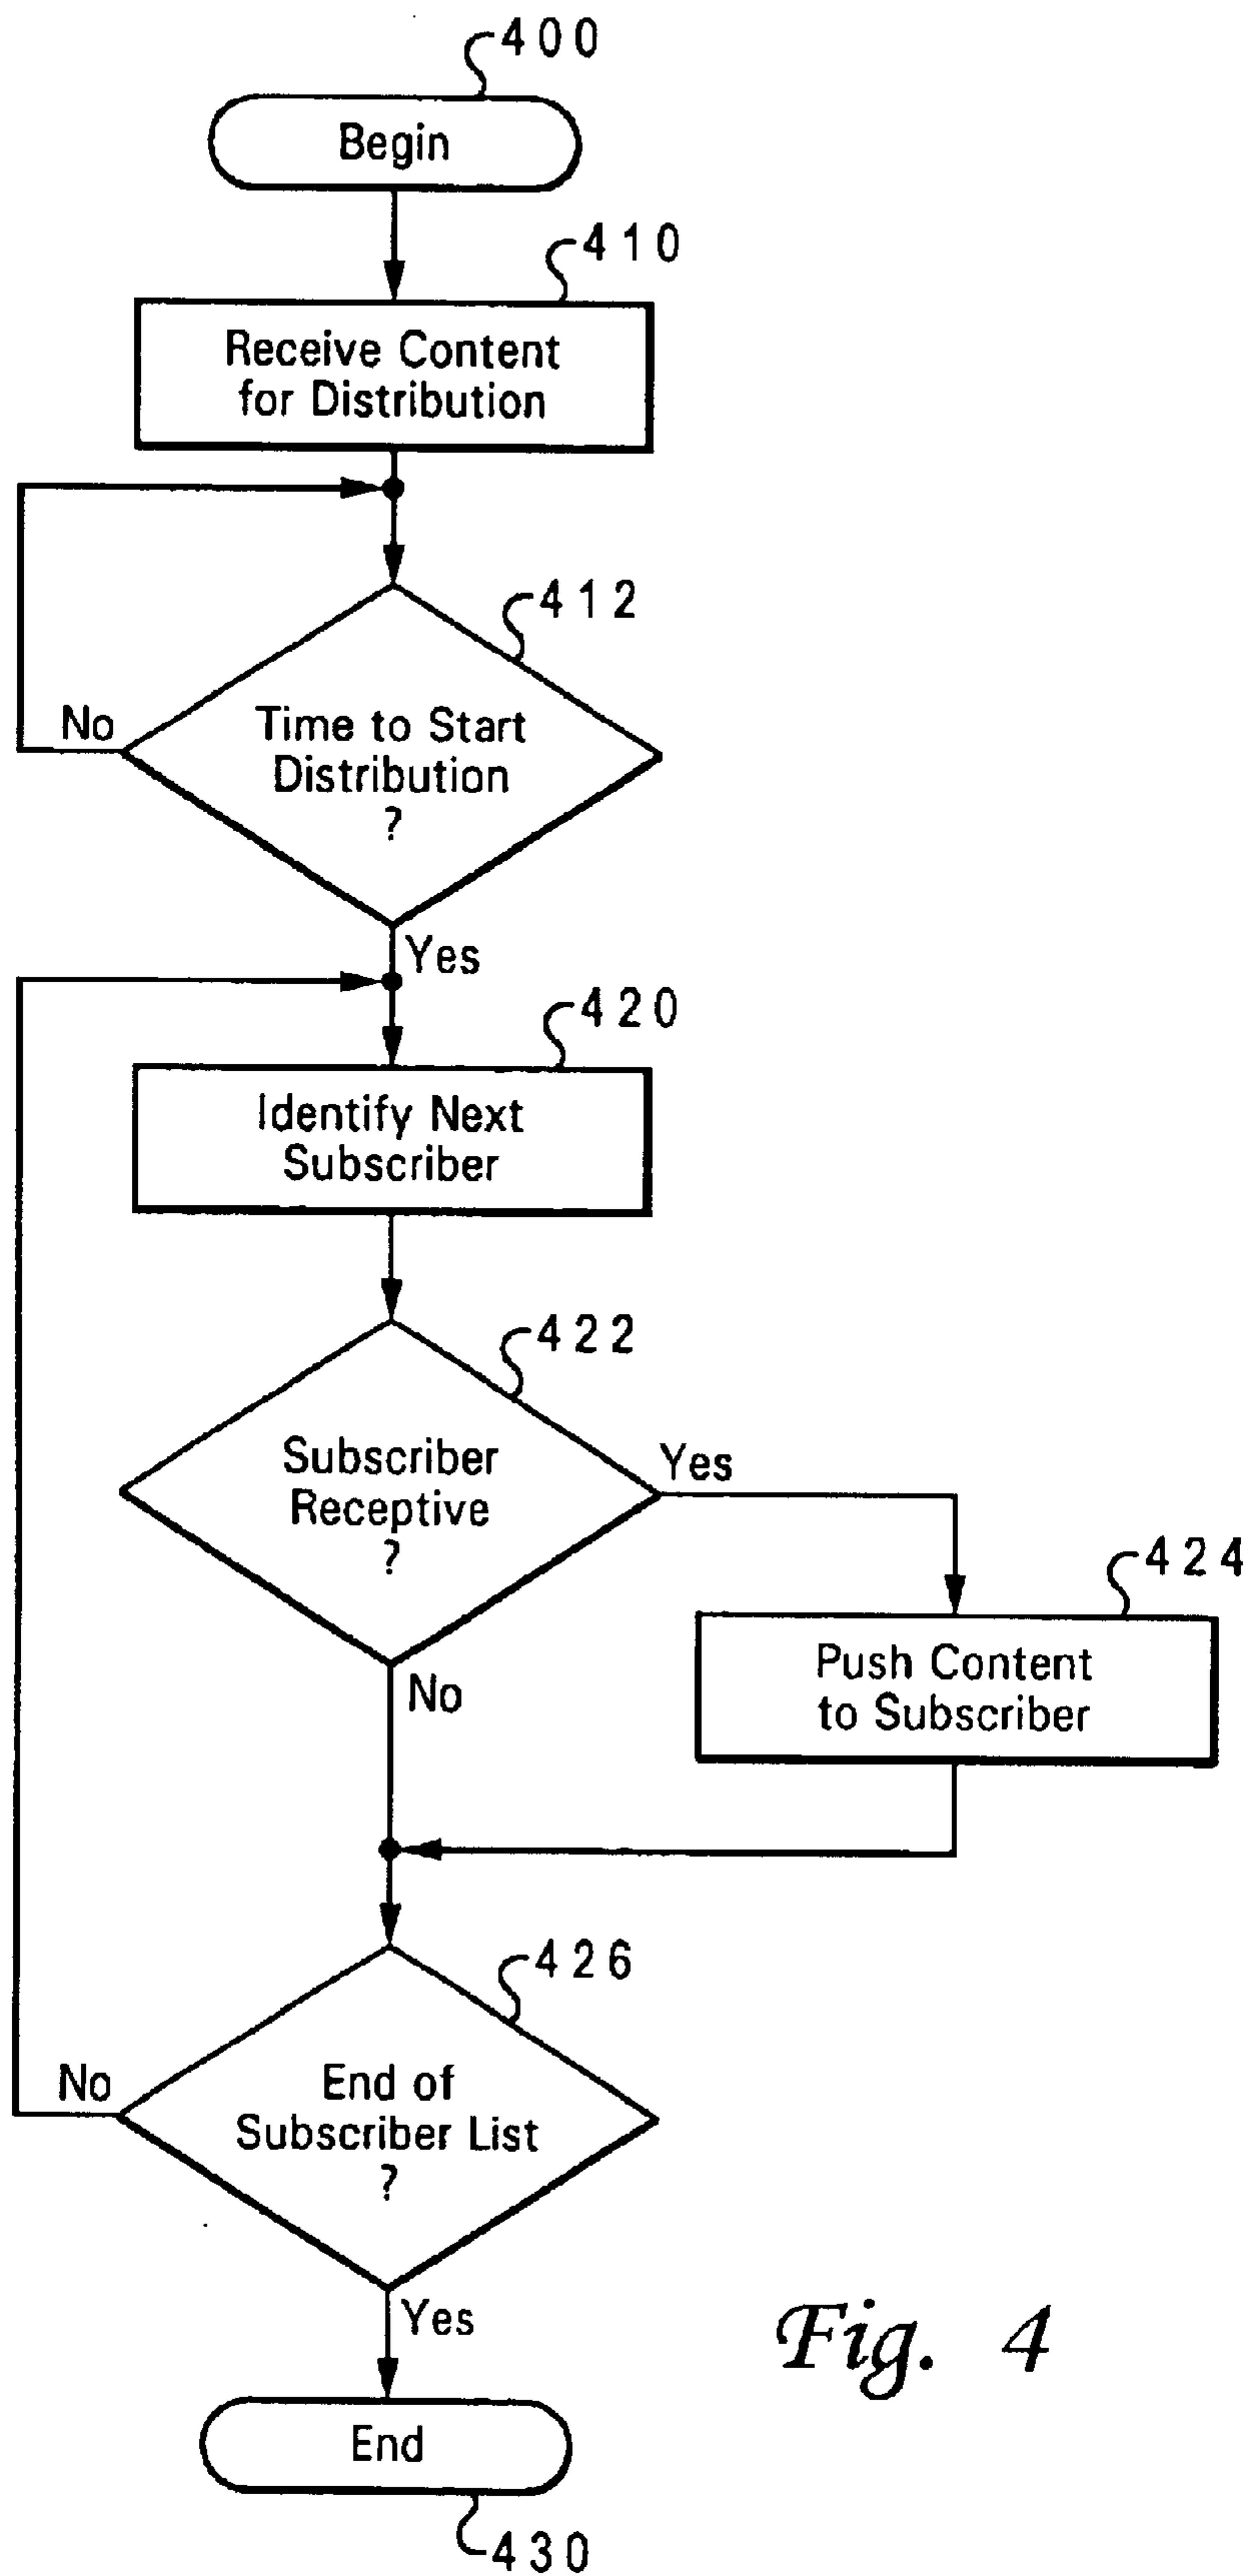 400
Begin
410
Receive Content
for Distribution
412
No
Time to Start
Distribution
?
Yes
420
Identify Next
Subscriber
422
Subscriber
Receptive
?
Yes
424
Push Content
to Subscriber
No
426
No
End of
Subscriber List
?
Yes
Fig. 4
End
430